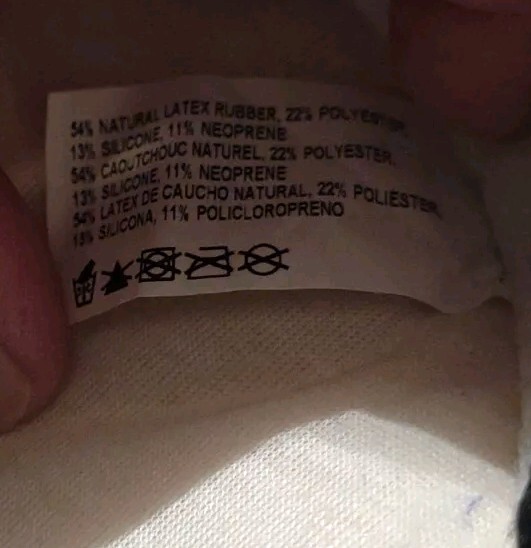 54% NATURAL LATEX RUBBER, 22% POLYESTER,
13% SILICONE, 11% NEOPRENE
54% CAOUTCHOUC NATUREL, 22% POLYESTER,
13% SILICONE, 11% NEOPRENE
54% LATEX DE CAUCHO NATURAL, 22% POLIESTER,
13% SILICONA, 11% POLICLOROPRENO